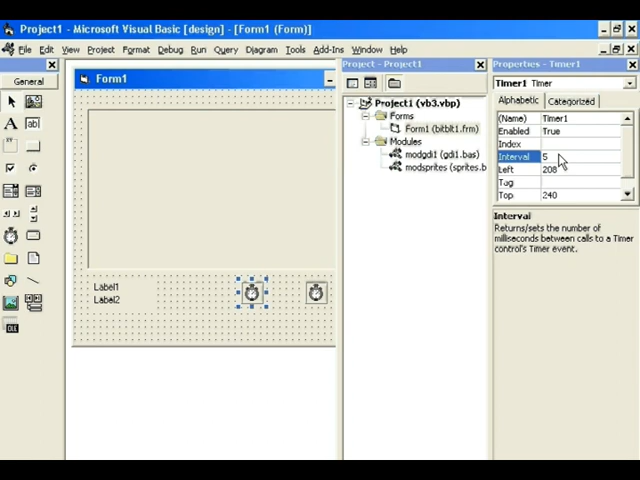 Project1 - Microsoft Visual Basic [design] - [Form1 (Form)]
File Edit View Project Format Debug Run Query Diagram Tools Add-Ins Window Help
General
A
ab|
OLE
Form1
Label1
Label2
Project - Project1
Project1 (vb3.vbp)
Forms
Form1 (bitblt1.frm)
Modules
modgdi1 (gdi1.bas)
modsprites (sprites.b
Properties - Timer1
Timer1 Timer
Alphabetic Categorized
(Name) Timer1
Enabled True
Index
Interval 5
Left 208
Tag
Top 240
Interval
Returns/sets the number of
milliseconds between calls to a Timer
control's Timer event.